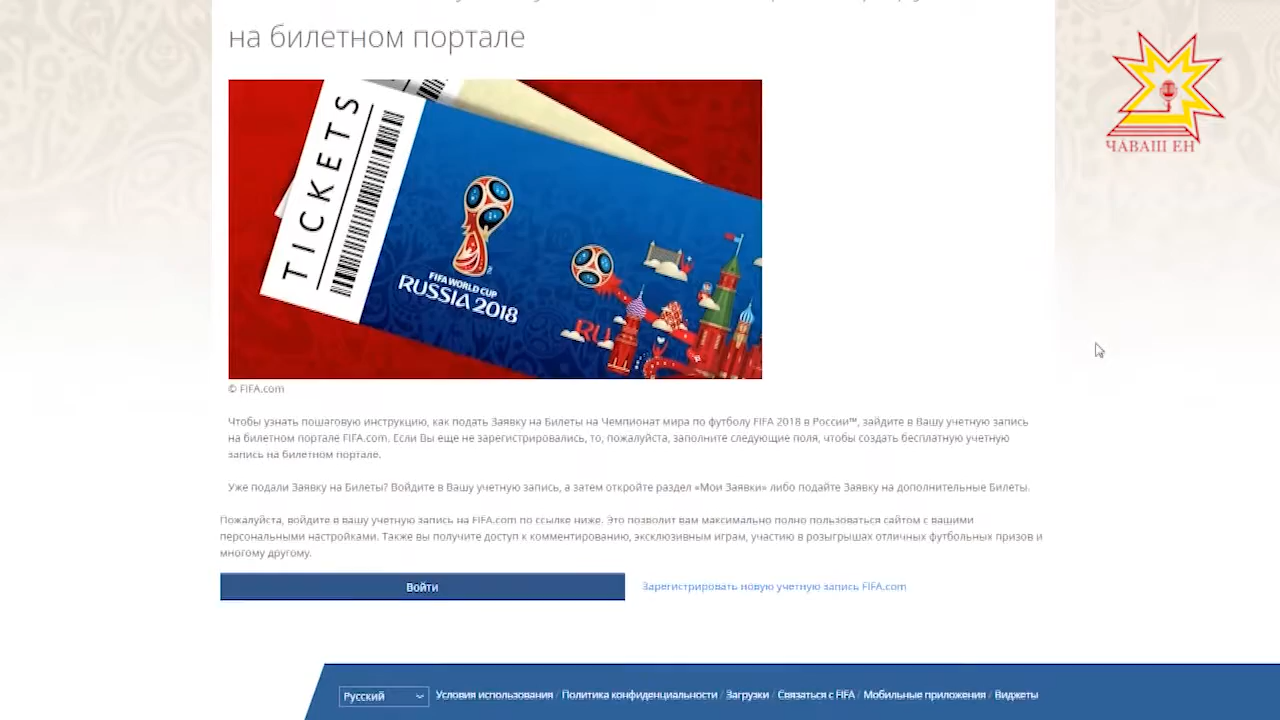 на билетном портале
ЧӐВАШ ЕН
TICKETS
FIFA WORLD CUP
RUSSIA 2018
RU
© FIFA.com
Чтобы узнать пошаговую инструкцию, как подать Заявку на Билеты на Чемпионат мира по футболу FIFA 2018 в России™, зайдите в Вашу учетную запись
на билетном портале FIFA.com. Если Вы еще не зарегистрировались, то, пожалуйста, заполните следующие поля, чтобы создать бесплатную учетную
запись на билетном портале.
Уже подали Заявку на Билеты? Войдите в Вашу учетную запись, а затем откройте раздел «Мои Заявки» либо подайте Заявку на дополнительные Билеты.
Пожалуйста, войдите в вашу учетную запись на FIFA.com по ссылке ниже. Это позволит вам максимально полно пользоваться сайтом с вашими
персональными настройками. Также вы получите доступ к комментированию, эксклюзивным играм, участию в розыгрышах отличных футбольных призов и
многому другому.
Войти
Зарегистрировать новую учетную запись FIFA.com
Русский
Условия использования / Политика конфиденциальности / Загрузки / Связаться с FIFA / Мобильные приложения / Виджеты